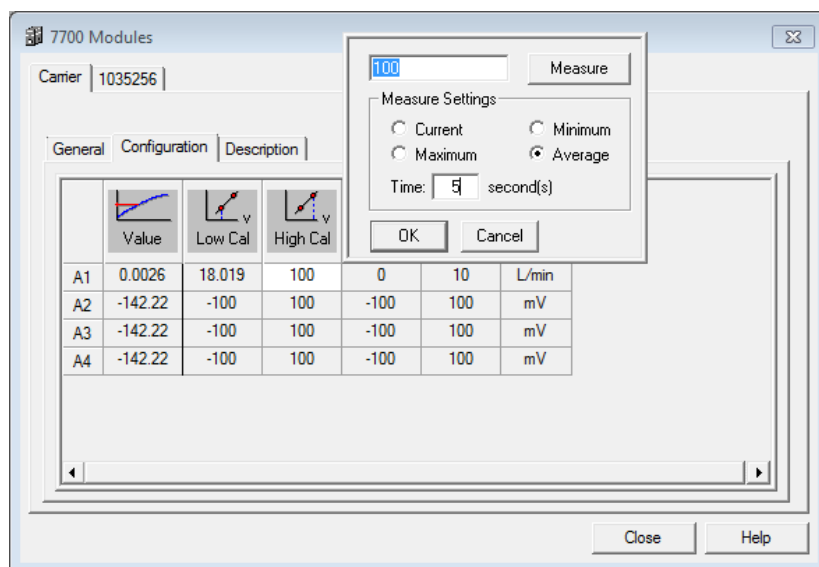 7700 Modules
Carrier 1035256
100 Measure
Measure Settings
Current Minimum
Maximum Average
Time: 5 second(s)
OK Cancel
General Configuration Description
Value Low Cal High Cal
A1 0.0026 18.019 100 0 10 L/min
A2 -142.22 -100 100 -100 100 mV
A3 -142.22 -100 100 -100 100 mV
A4 -142.22 -100 100 -100 100 mV
Close Help